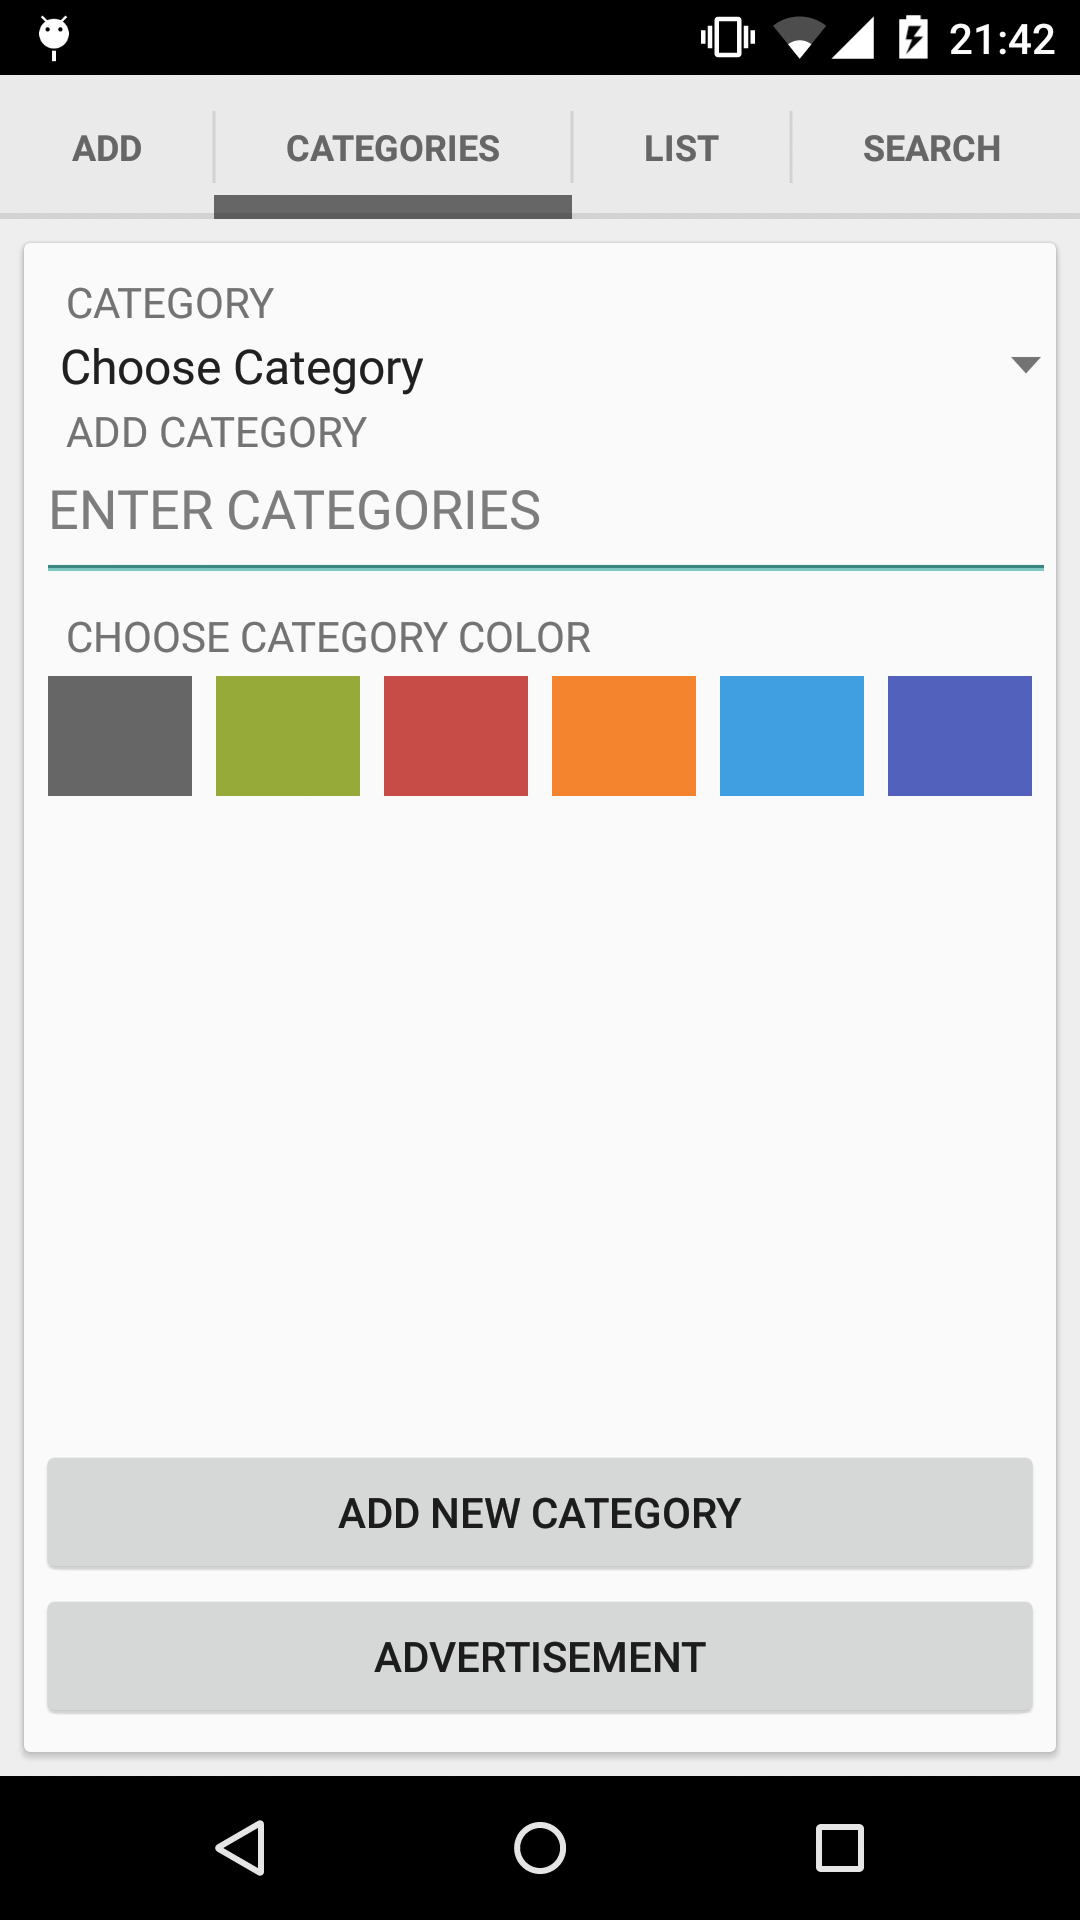 21:42
ADD CATEGORIES LIST SEARCH
CATEGORY
Choose Category
ADD CATEGORY
ENTER CATEGORIES
CHOOSE CATEGORY COLOR
ADD NEW CATEGORY
ADVERTISEMENT